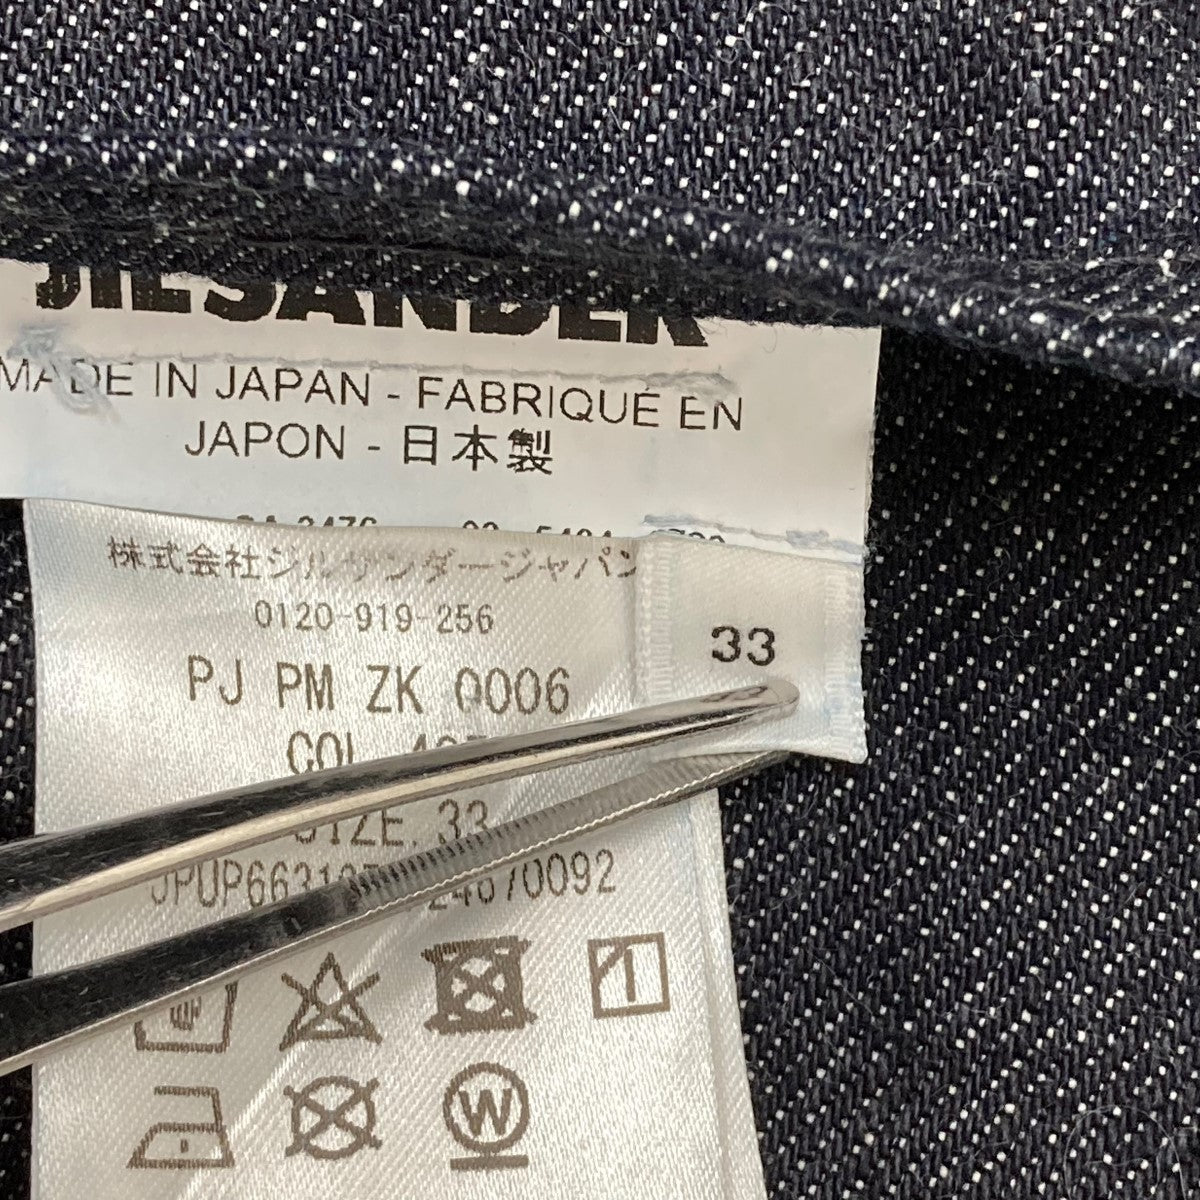 JIL SANDER
MADE IN JAPAN - FABRIQUÉ EN
JAPON - 日本製
株式会社ジルサンダージャパン
0120-919-256
33
PJ PM ZK 0006
COL
SIZE. 33
W